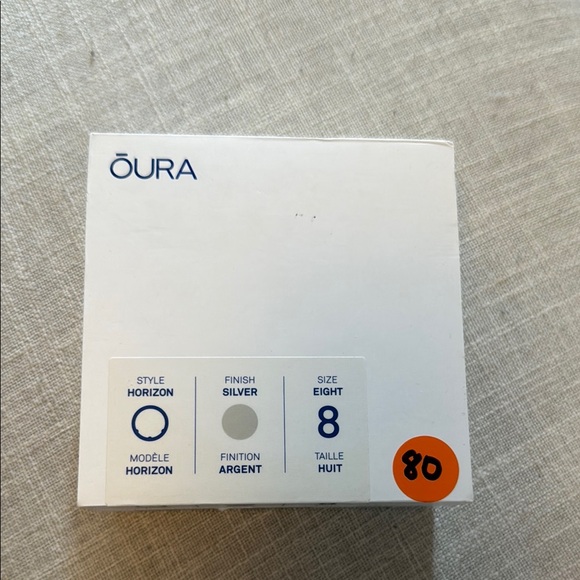 ŌURA
STYLE
HORIZON
MODÈLE
HORIZON
FINISH
SILVER
FINITION
ARGENT
SIZE
EIGHT
8
TAILLE
HUIT
80